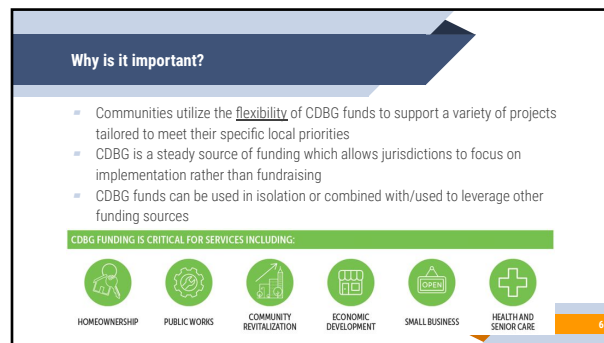 Why is it important?
Communities utilize the flexibility of CDBG funds to support a variety of projects
tailored to meet their specific local priorities
CDBG is a steady source of funding which allows jurisdictions to focus on
implementation rather than fundraising
CDBG funds can be used in isolation or combined with/used to leverage other
funding sources
CDBG FUNDING IS CRITICAL FOR SERVICES INCLUDING:
OPEN
HOMEOWNERSHIP
PUBLIC WORKS
COMMUNITY
REVITALIZATION
ECONOMIC
DEVELOPMENT
SMALL BUSINESS
HEALTH AND
SENIOR CARE
6